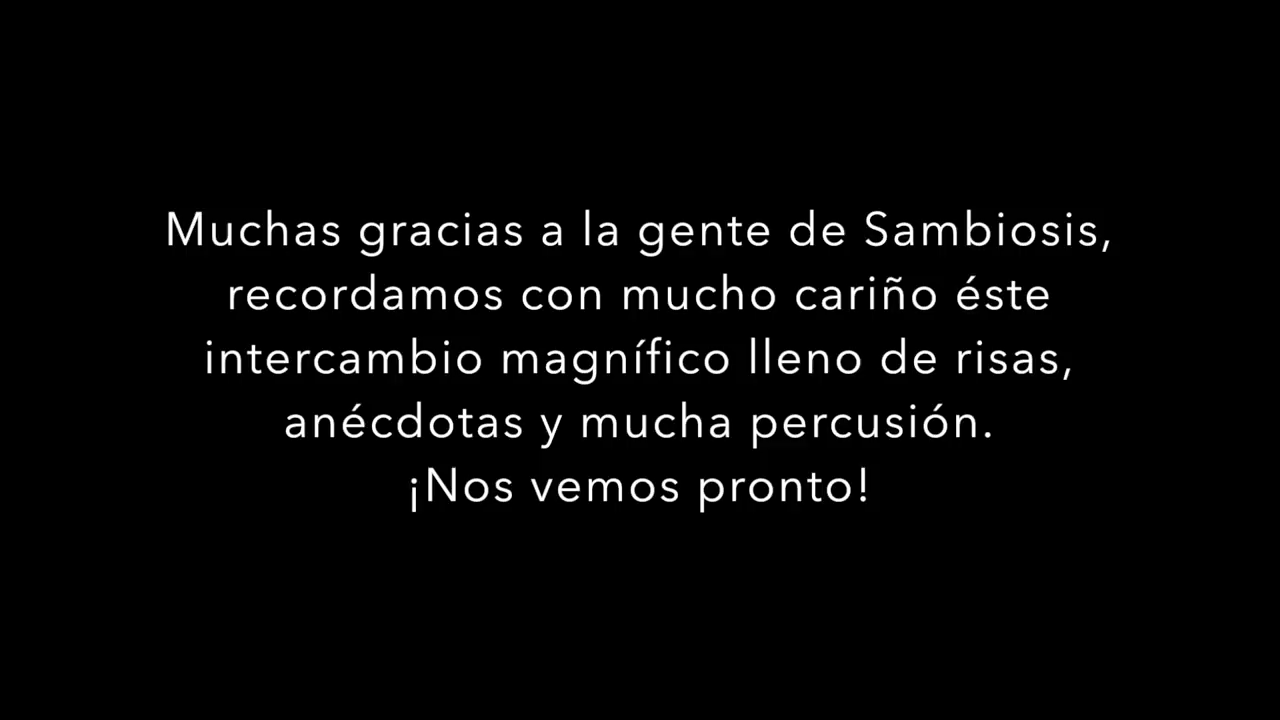 Muchas gracias a la gente de Sambiosis,
recordamos con mucho cariño éste
intercambio magnífico lleno de risas,
anécdotas y mucha percusión.
¡Nos vemos pronto!